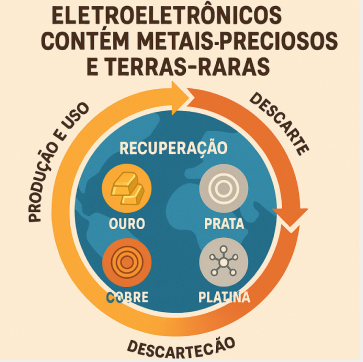 ELETROELETRÔNICOS
CONTÉM METAIS-PRECIOSOS
E TERRAS-RARAS
PRODUÇÃO E USO
DESCARTE
RECUPERAÇÃO
OURO
PRATA
COBRE
PLATINA
DESCARTECÃO